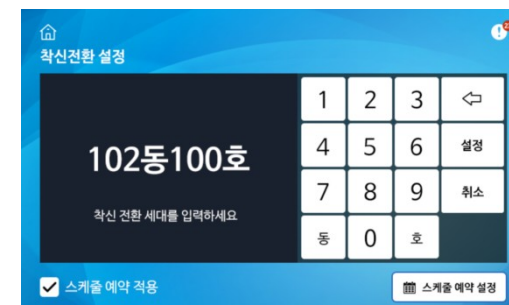 2
착신전환 설정
102동100호
착신 전환 세대를 입력하세요
1 2 3
4 5 6 설정
7 8 9 취소
동 0 호
스케줄 예약 적용
스케줄 예약 설정